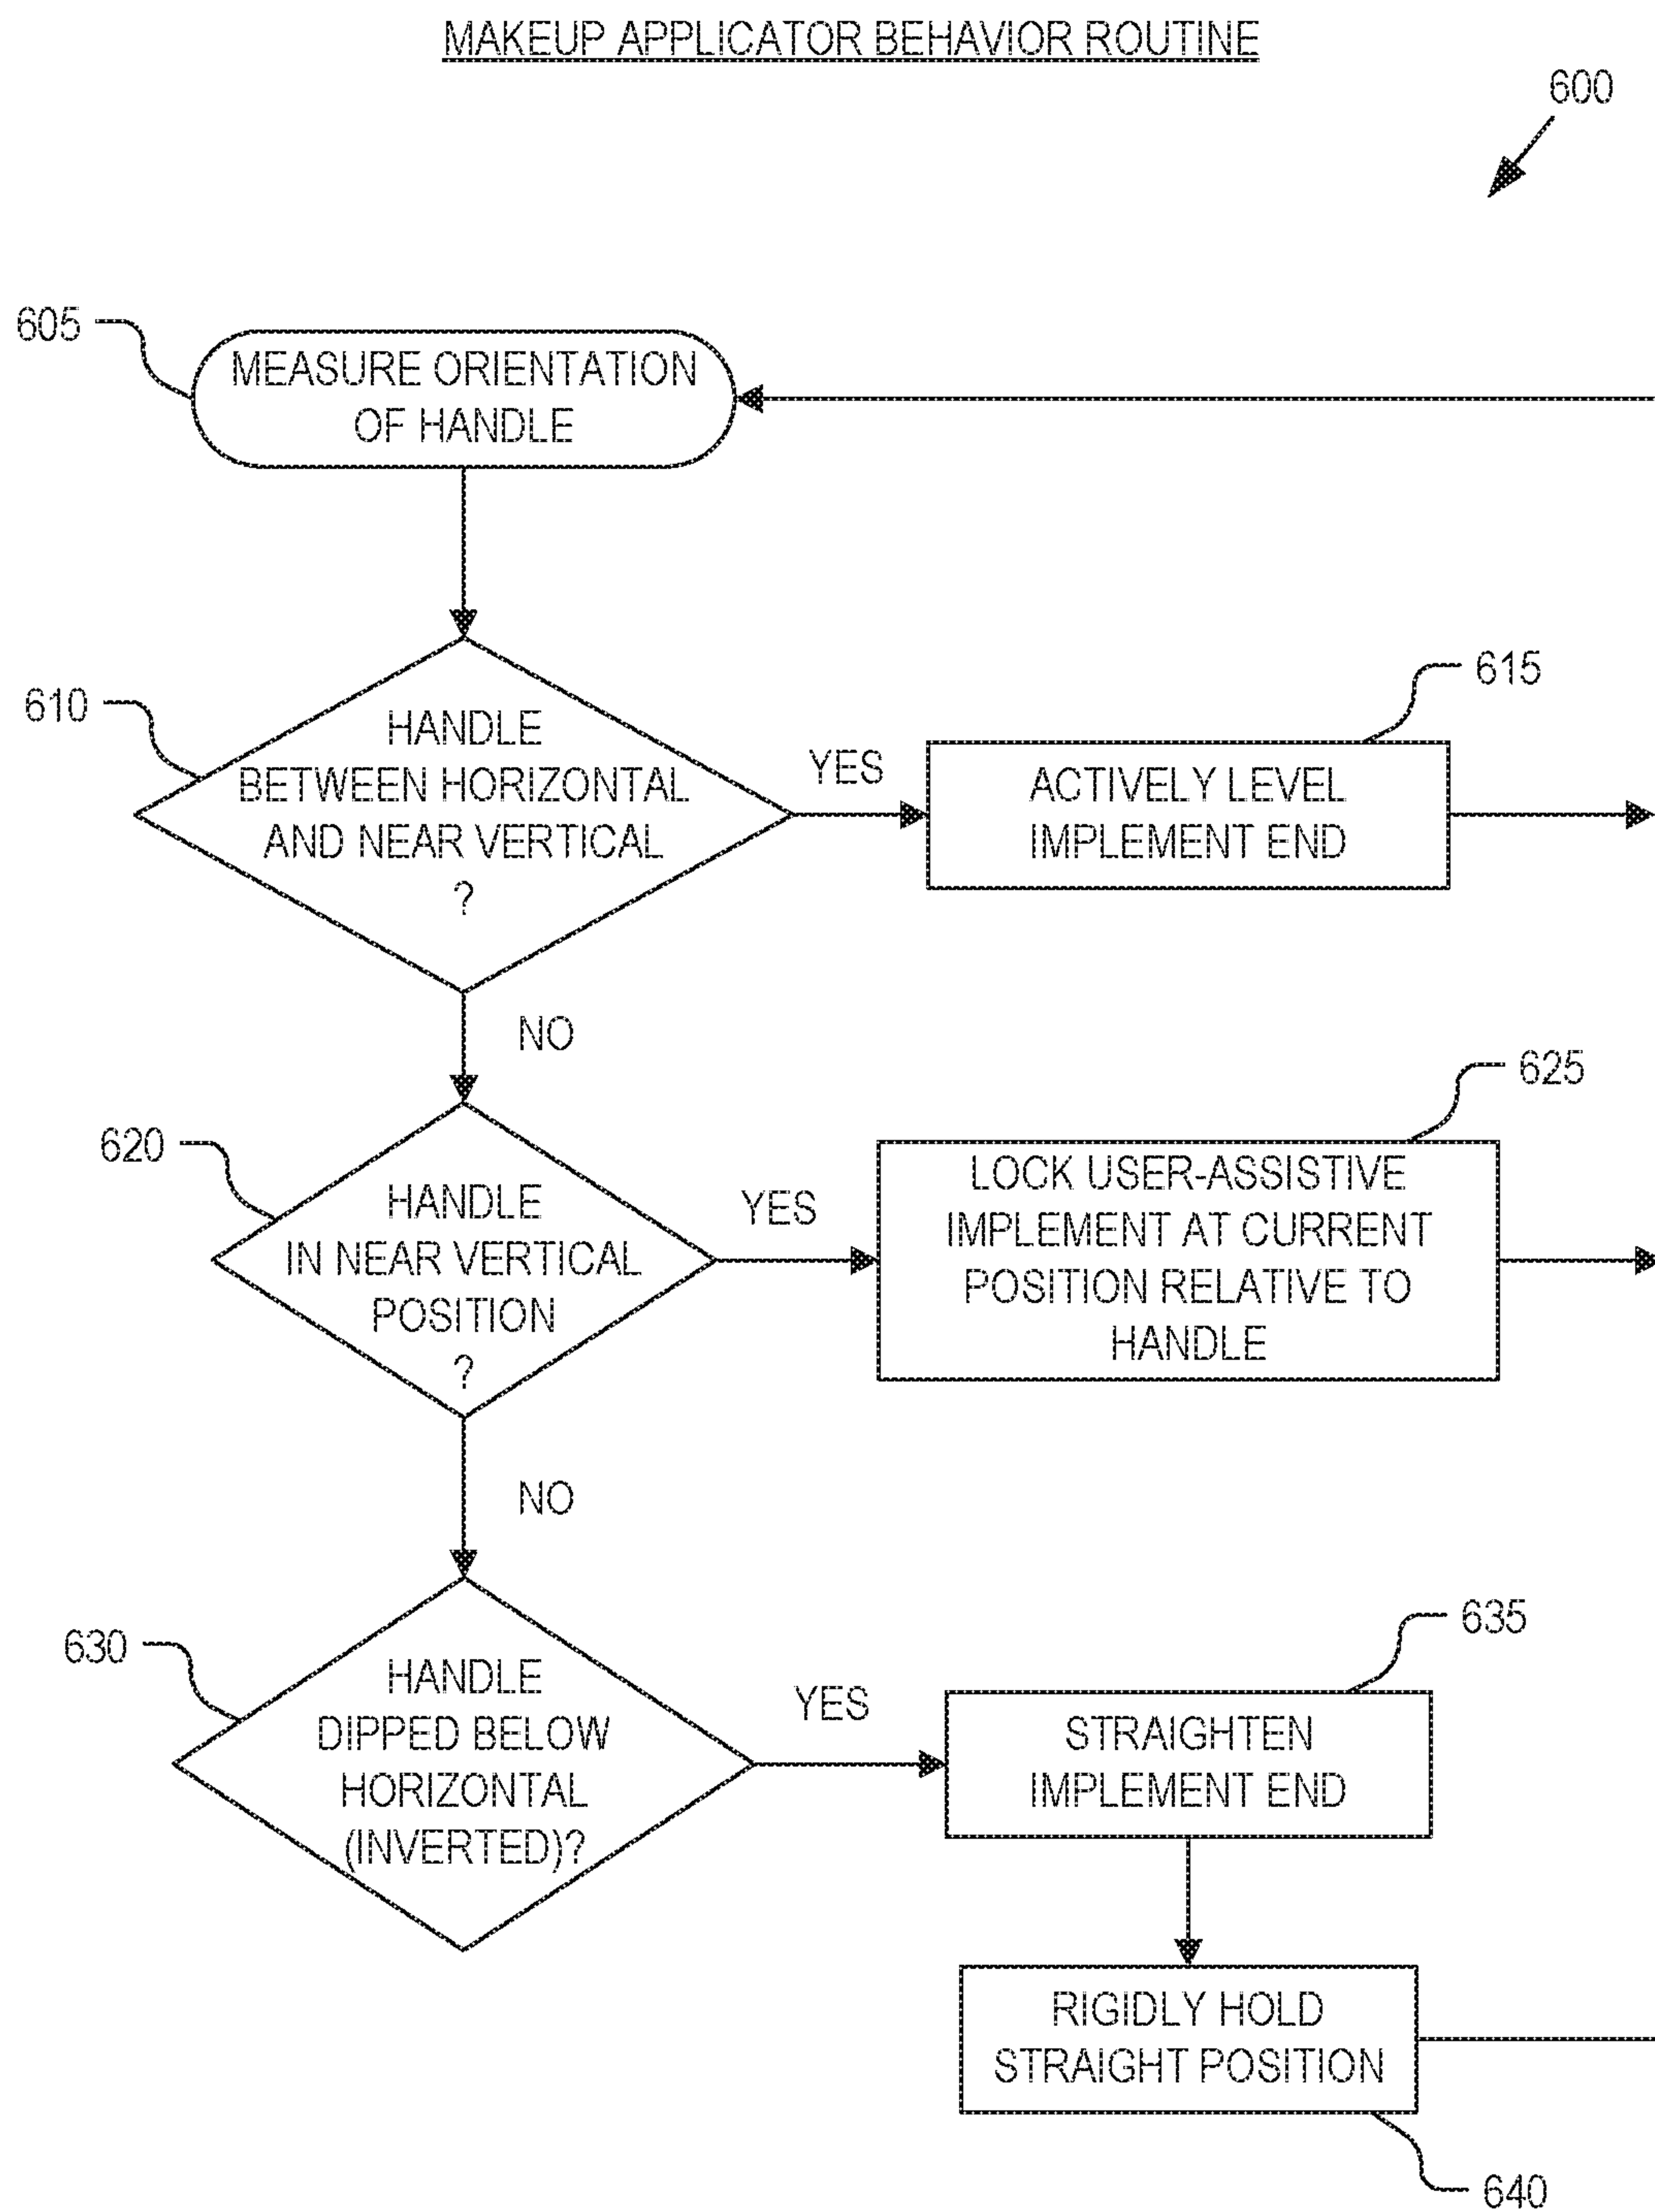 MAKEUP APPLICATOR BEHAVIOR ROUTINE
600
605
MEASURE ORIENTATION
OF HANDLE
610
HANDLE
BETWEEN HORIZONTAL
AND NEAR VERTICAL
?
YES
615
ACTIVELY LEVEL
IMPLEMENT END
NO
620
HANDLE
IN NEAR VERTICAL
POSITION
?
YES
625
LOCK USER-ASSISTIVE
IMPLEMENT AT CURRENT
POSITION RELATIVE TO
HANDLE
NO
630
HANDLE
DIPPED BELOW
HORIZONTAL
(INVERTED)?
YES
635
STRAIGHTEN
IMPLEMENT END
RIGIDLY HOLD
STRAIGHT POSITION
640